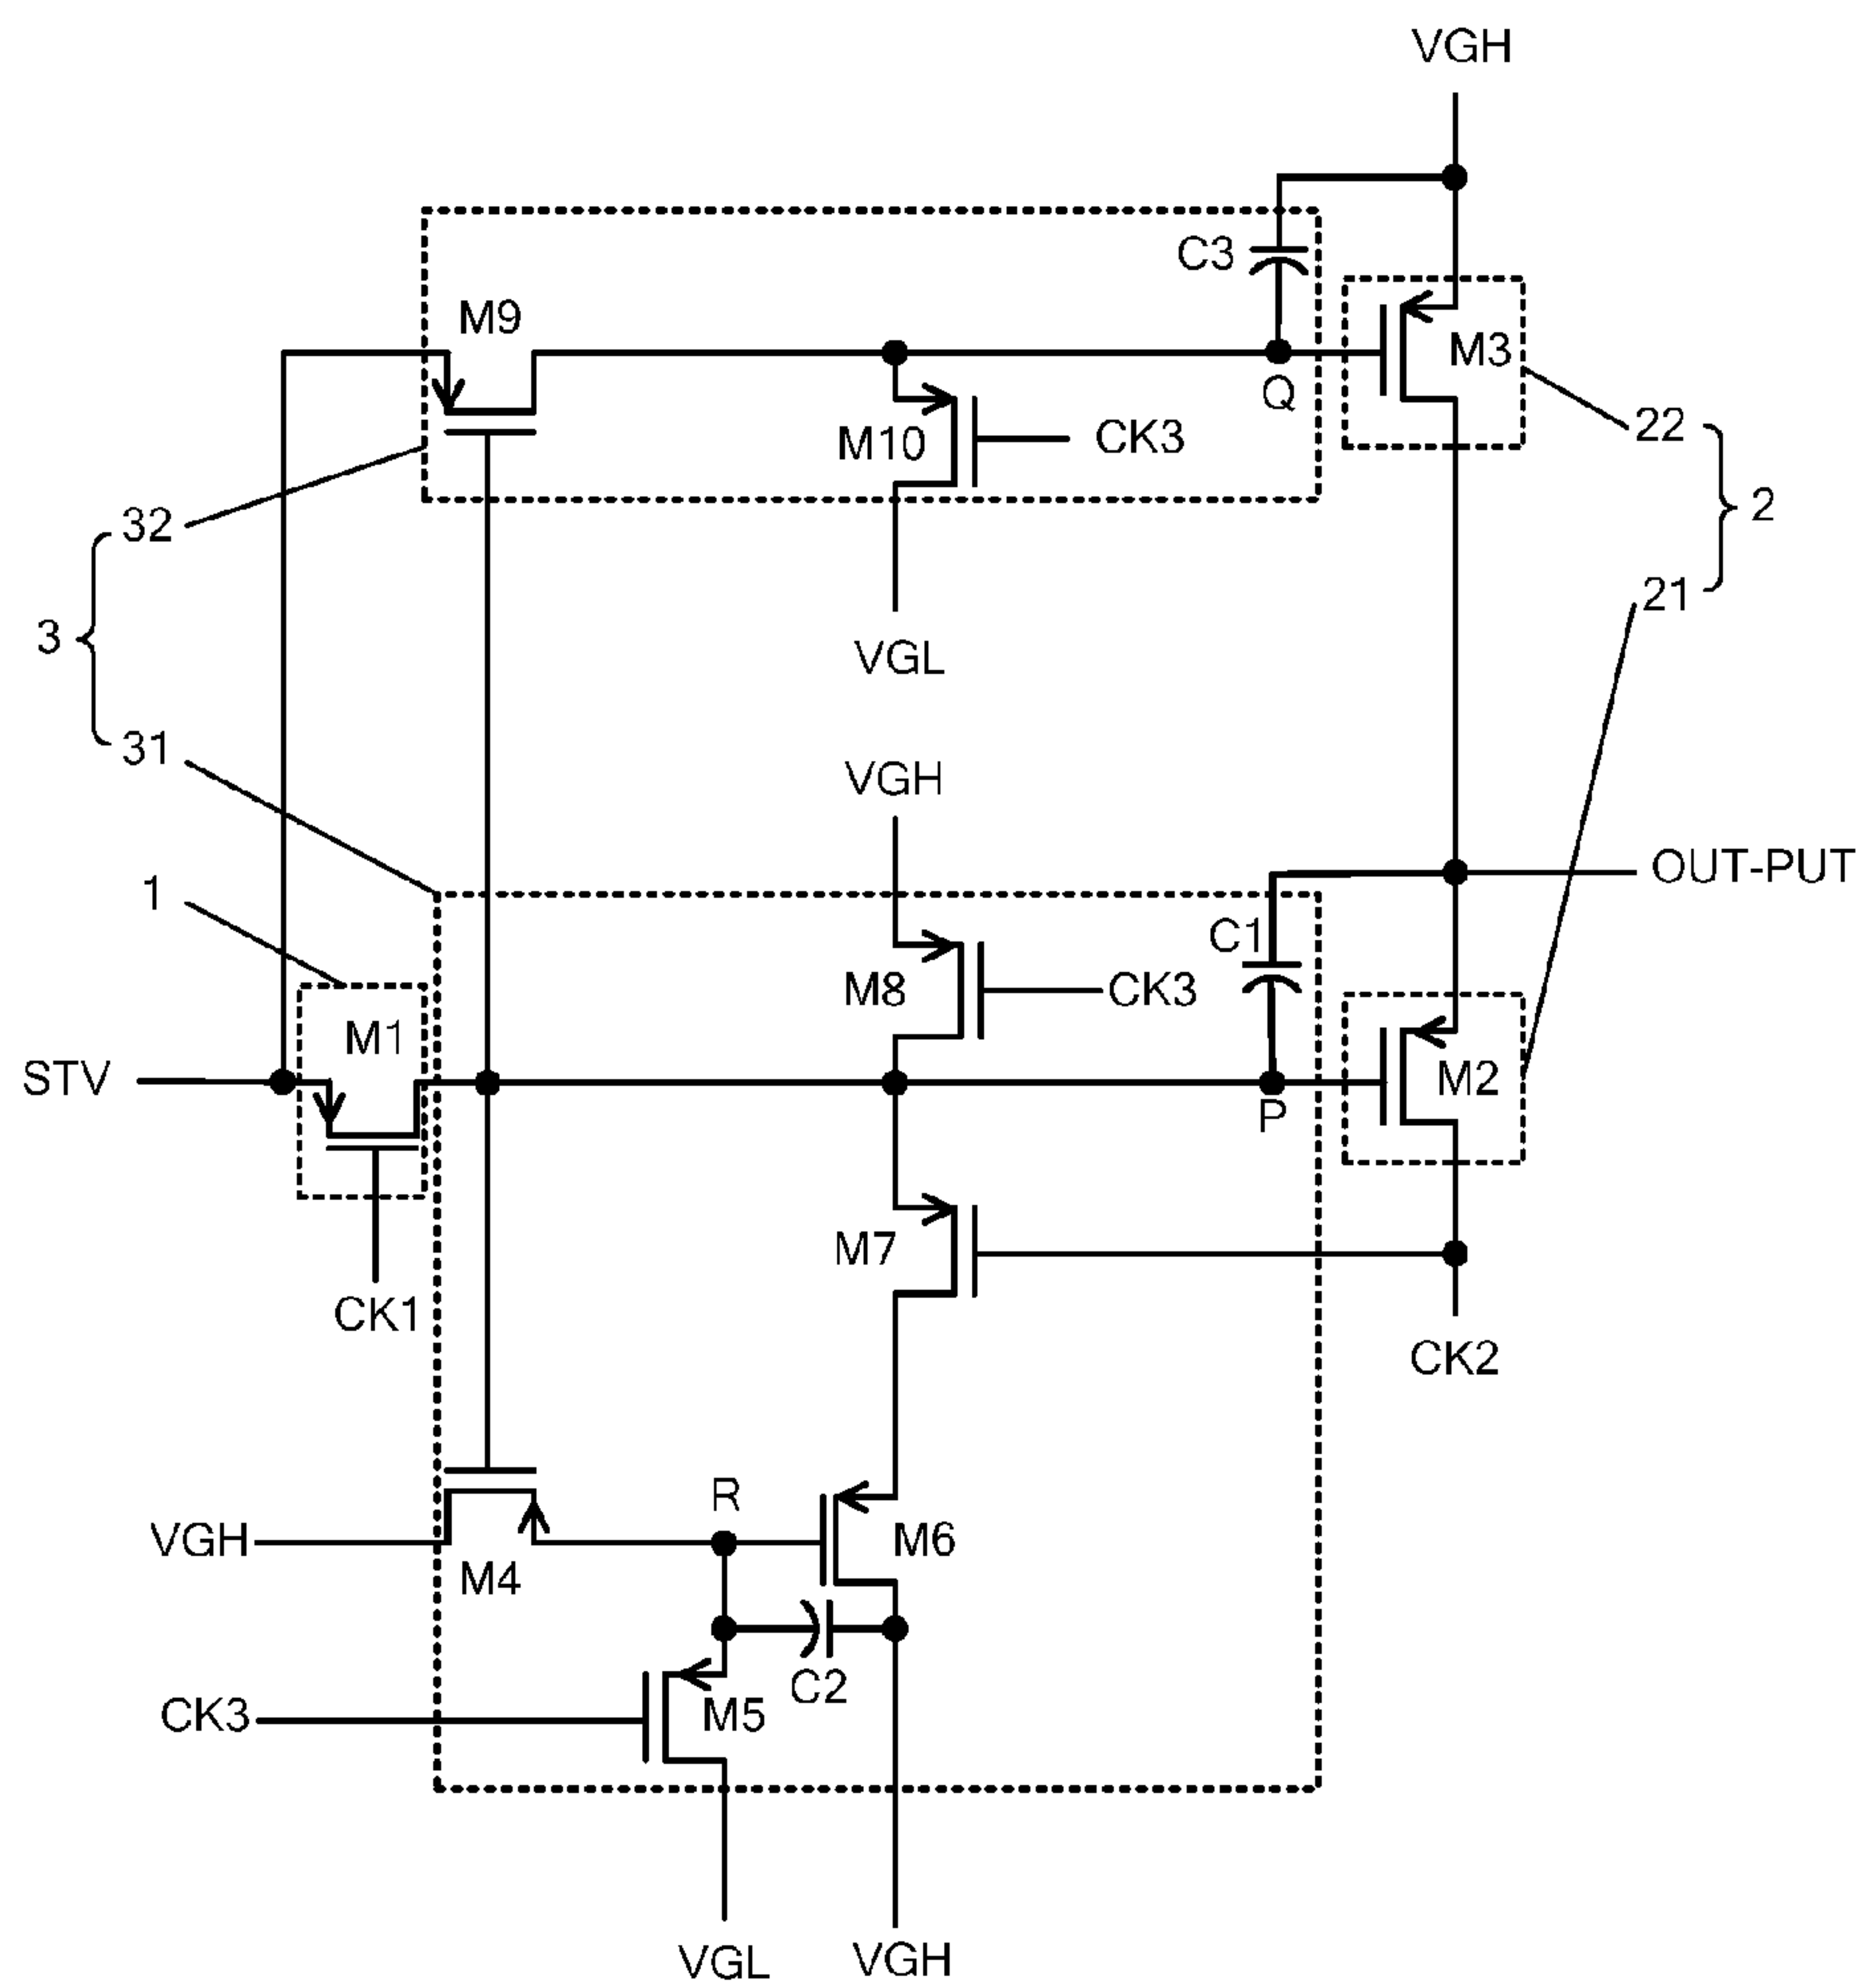 VGH
C3
M9
M3
Q
M10
CK3
22
2
32
21
3
VGL
31
VGH
1
OUT-PUT
C1
M8
CK3
M1
STV
M2
P
M7
CK1
CK2
R
VGH
M6
M4
C2
CK3
M5
VGL
VGH